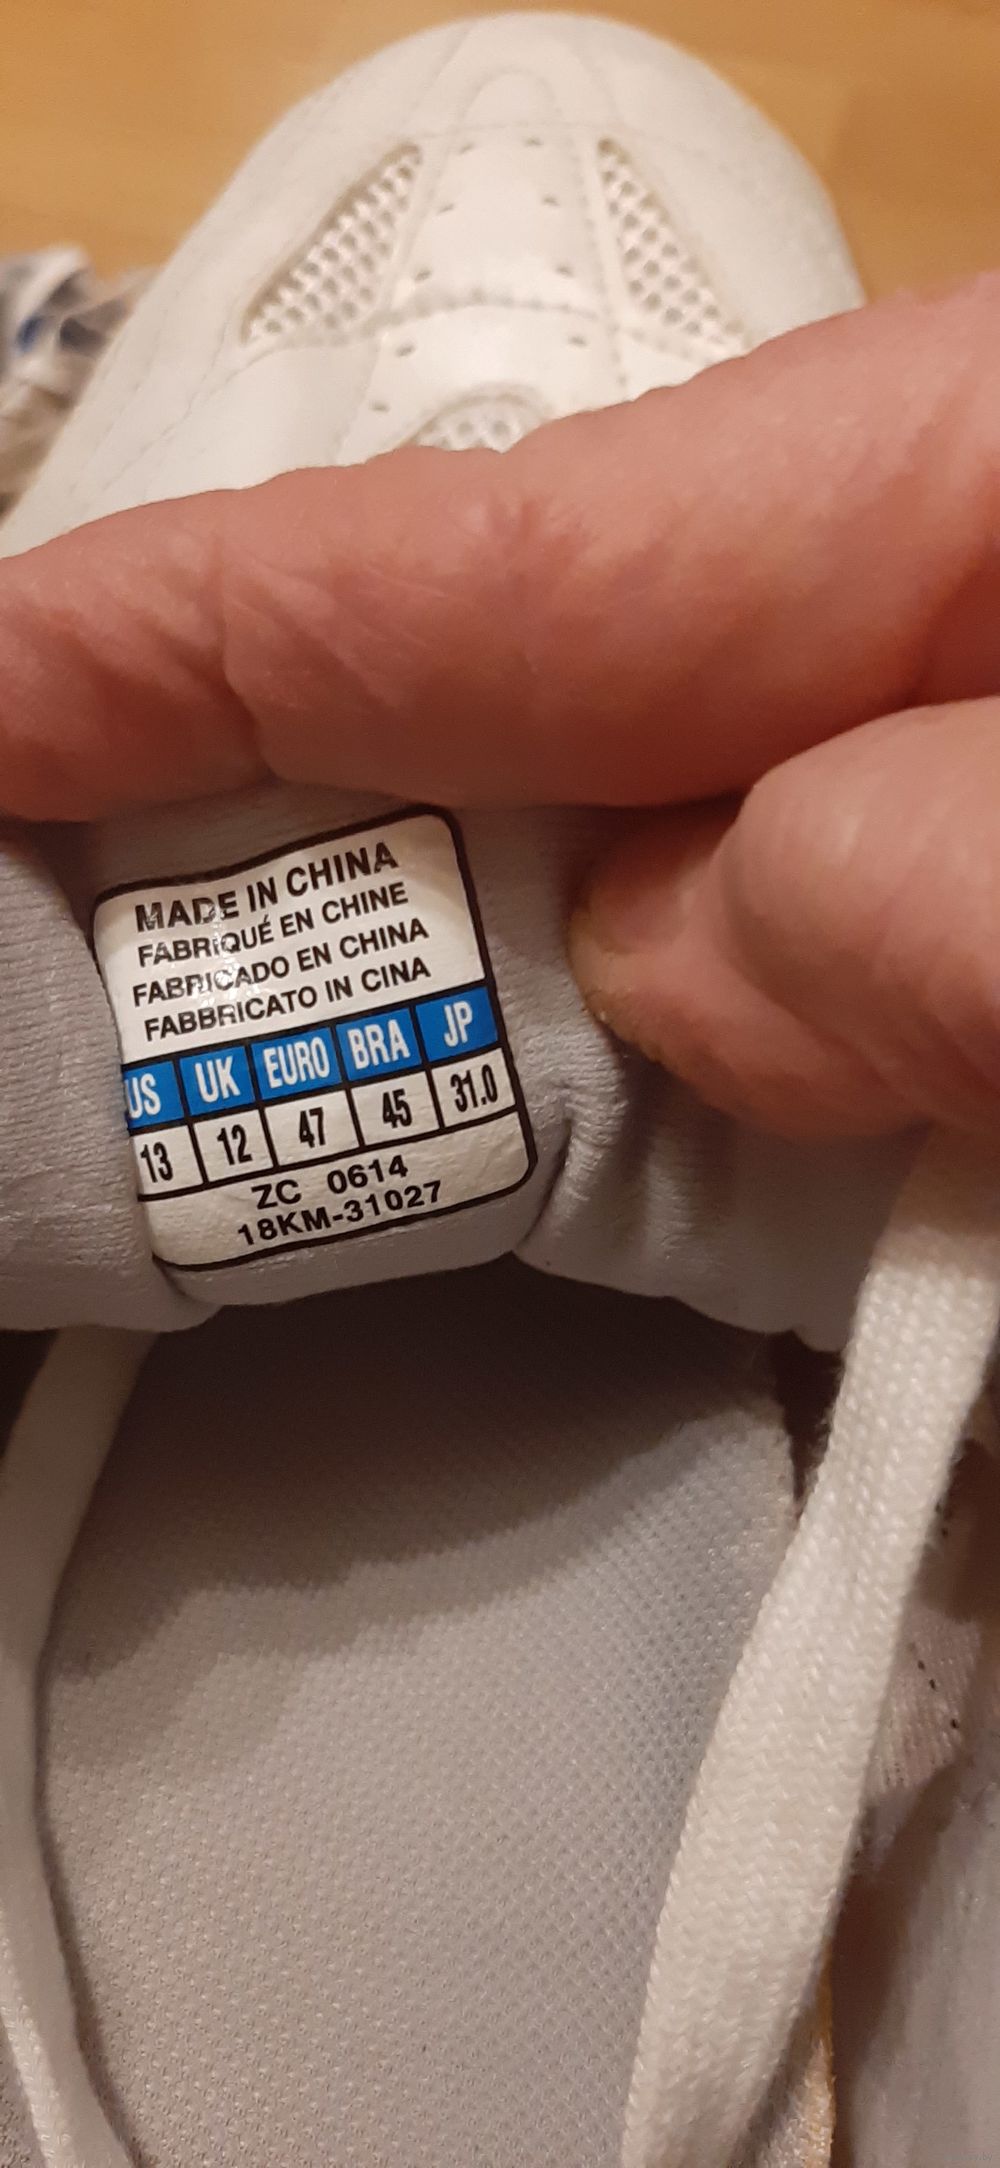 MADE IN CHINA
FABRIQUÉ EN CHINE
FABRICADO EN CHINA
FABBRICATO IN CINA
US UK EURO BRA JP
13 12 47 45 31.0
ZC 0614
18KM-31027